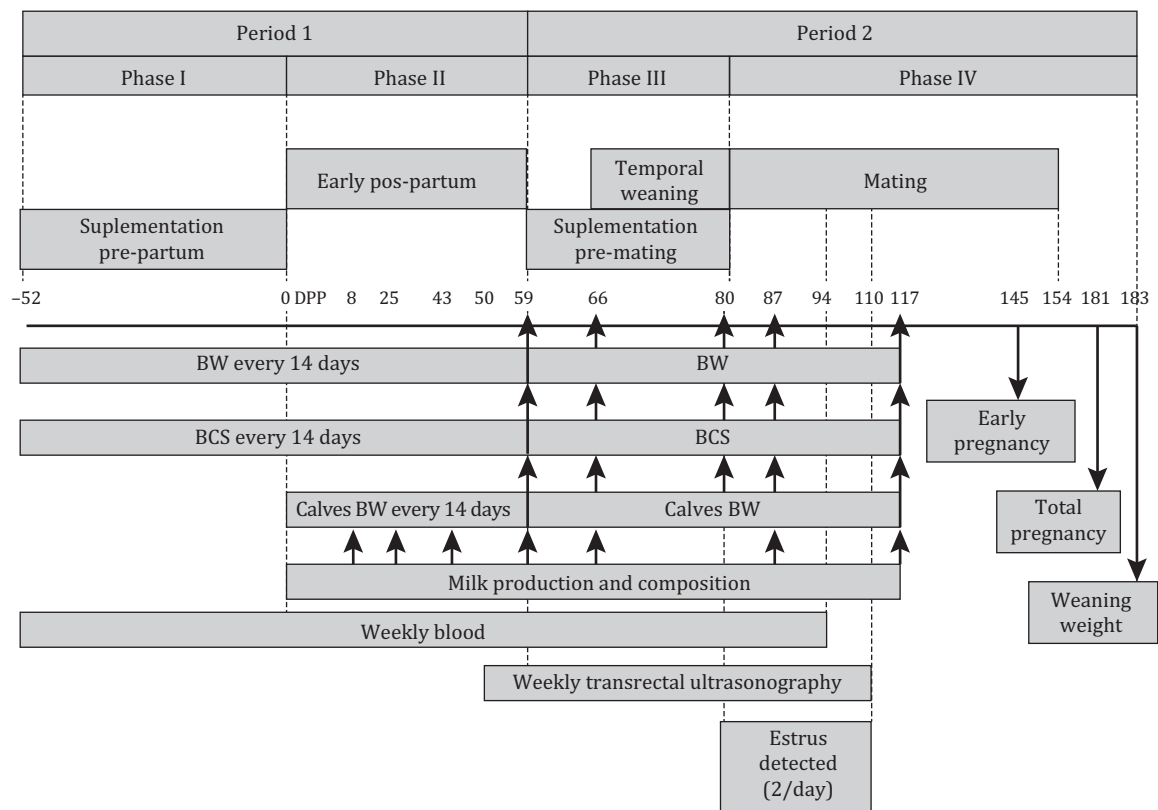 Period 1
Period 2
Phase I
Phase II
Phase III
Phase IV
Early pos-partum
Temporal
weaning
Mating
Suplementation
pre-partum
Suplementation
pre-mating
–52
0 DPP
8
25
43
50
59
66
80
87
94
110
117
145
154
181
183
BW every 14 days
BW
BCS every 14 days
BCS
Early
pregnancy
Calves BW every 14 days
Calves BW
Total
pregnancy
Milk production and composition
Weaning
weight
Weekly blood
Weekly transrectal ultrasonography
Estrus
detected
(2/day)